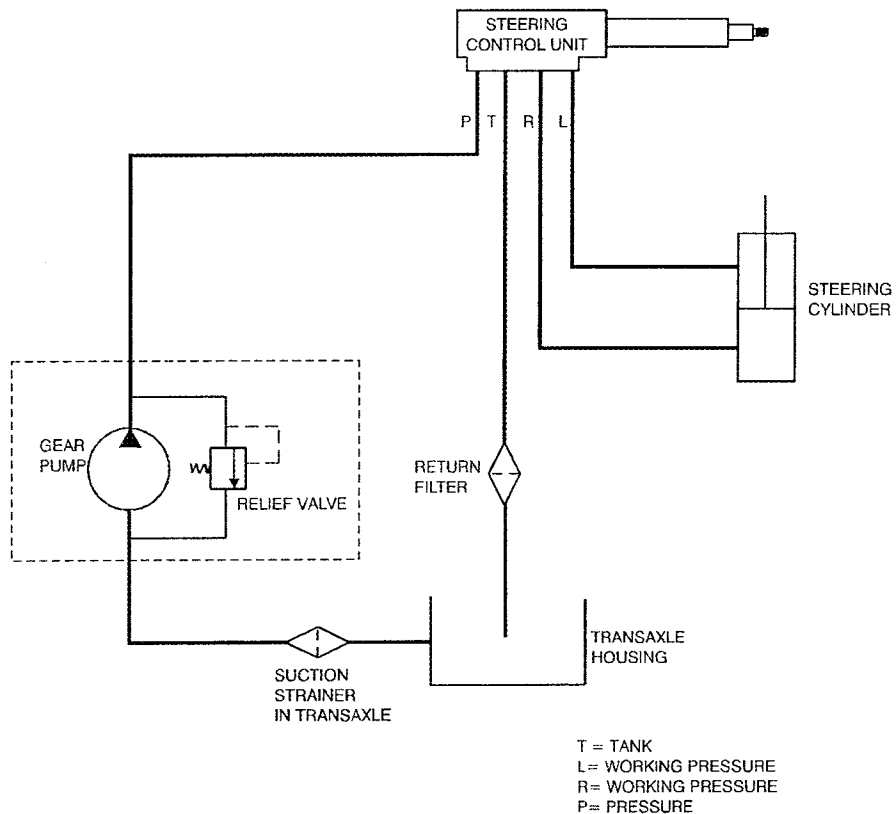 STEERING
CONTROL UNIT
P T R L
STEERING
CYLINDER
GEAR
PUMP
RELIEF VALVE
RETURN
FILTER
TRANSAXLE
HOUSING
SUCTION
STRAINER
IN TRANSAXLE
T = TANK
L= WORKING PRESSURE
R= WORKING PRESSURE
P= PRESSURE